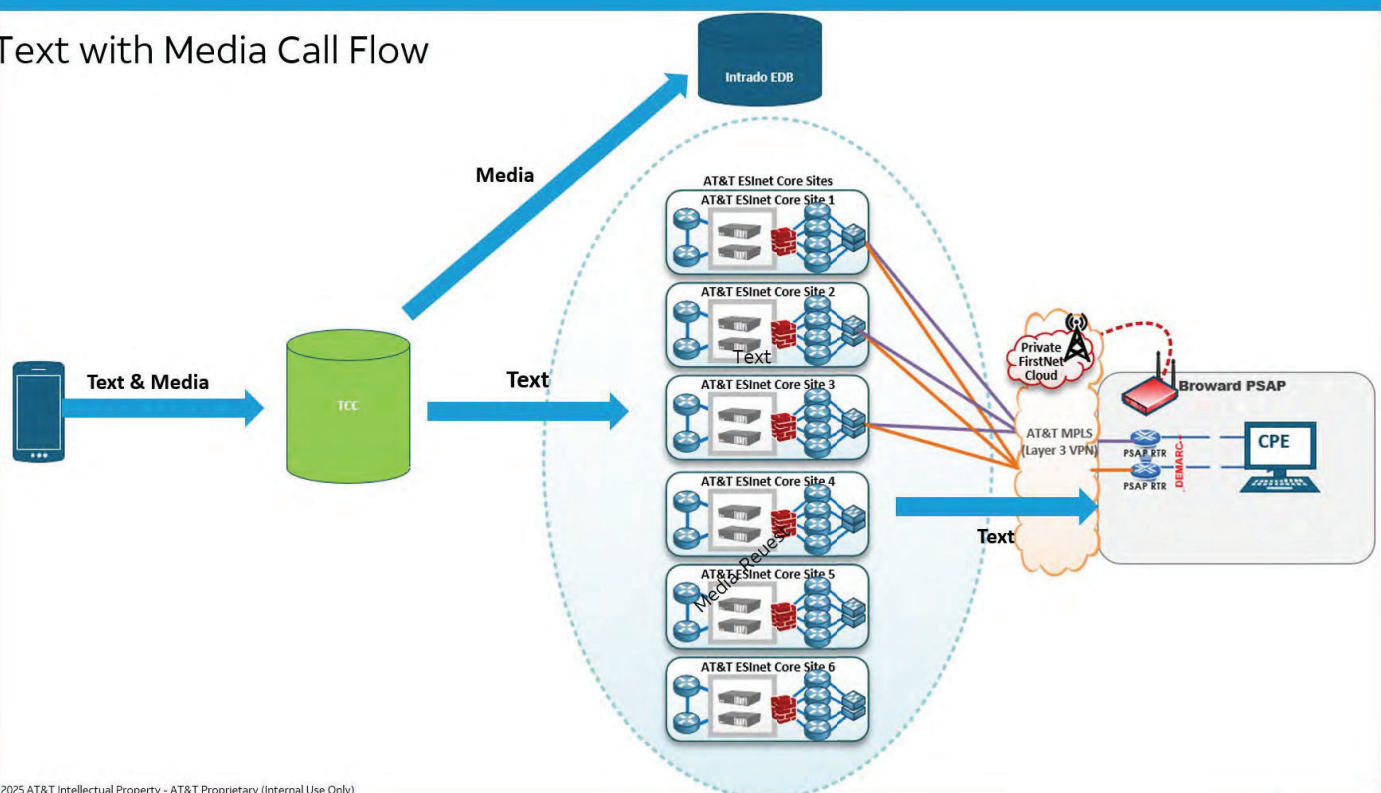 Text with Media Call Flow
Intrado EDB
Media
AT&T ESInet Core Sites
AT&T ESInet Core Site 1
AT&T ESInet Core Site 2
Text
AT&T ESInet Core Site 3
AT&T ESInet Core Site 4
Media Reuest
AT&T ESInet Core Site 5
AT&T ESInet Core Site 6
Text & Media
TCC
Text
Private
FirstNet
Cloud
Broward PSAP
AT&T MPLS
(Layer 3 VPN)
PSAP RTR
PSAP RTR
DEMARC
CPE
Text
2025 AT&T Intellectual Property - AT&T Proprietary (Internal Use Only)